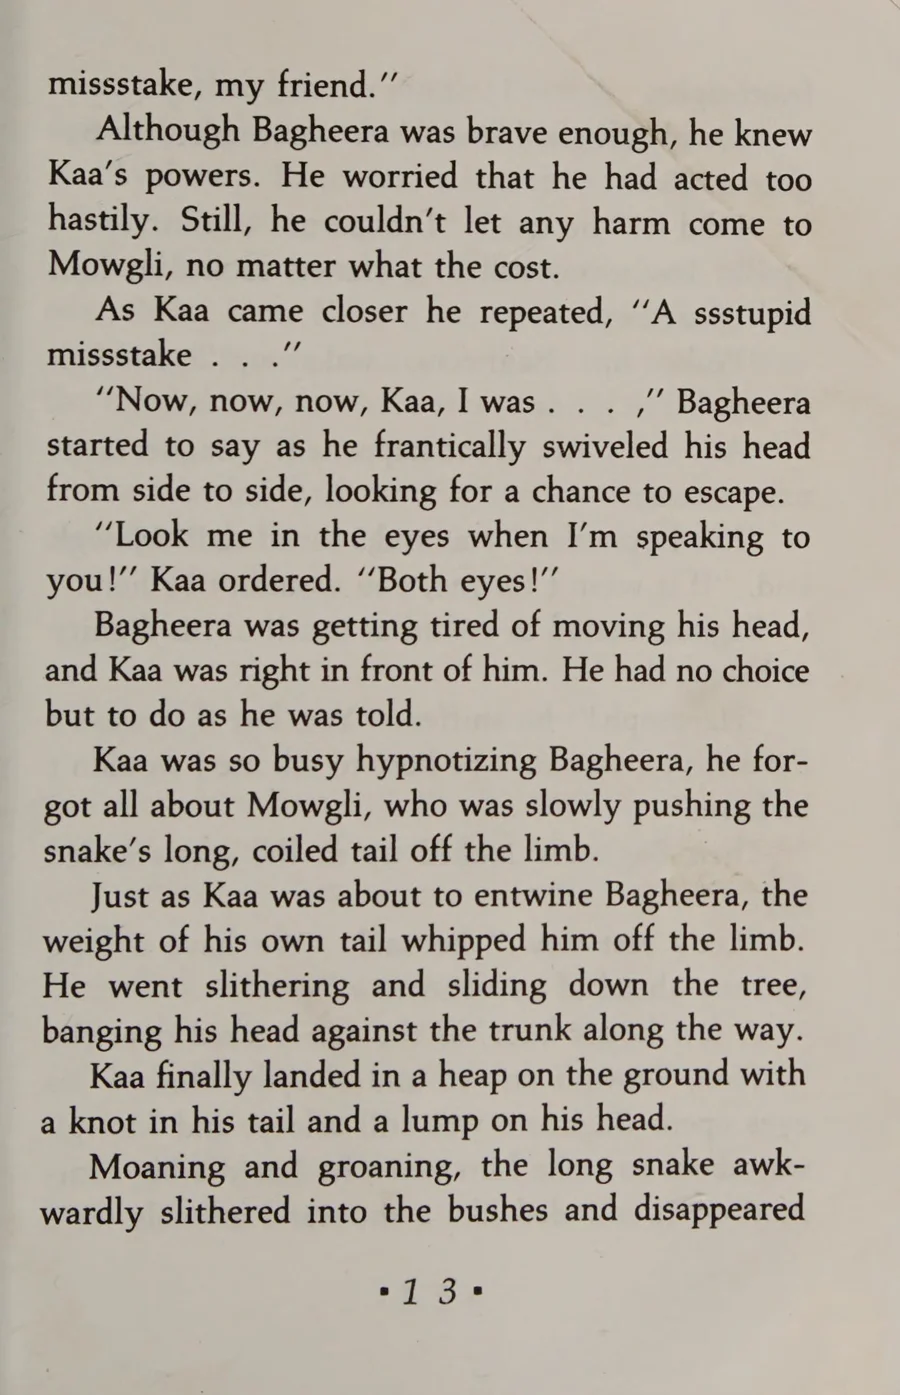 missstake, my friend.”
Although Bagheera was brave enough, he knew
Kaa's powers. He worried that he had acted too
hastily. Still, he couldn't let any harm come to
Mowgli, no matter what the cost.
As Kaa came closer he repeated, “A ssstupid
missstake . . .”
“Now, now, now, Kaa, I was . . . ,” Bagheera
started to say as he frantically swiveled his head
from side to side, looking for a chance to escape.
“Look me in the eyes when I'm speaking to
you!” Kaa ordered. “Both eyes!”
Bagheera was getting tired of moving his head,
and Kaa was right in front of him. He had no choice
but to do as he was told.
Kaa was so busy hypnotizing Bagheera, he for-
got all about Mowgli, who was slowly pushing the
snake's long, coiled tail off the limb.
Just as Kaa was about to entwine Bagheera, the
weight of his own tail whipped him off the limb.
He went slithering and sliding down the tree,
banging his head against the trunk along the way.
Kaa finally landed in a heap on the ground with
a knot in his tail and a lump on his head.
Moaning and groaning, the long snake awk-
wardly slithered into the bushes and disappeared
· 1 3 ·